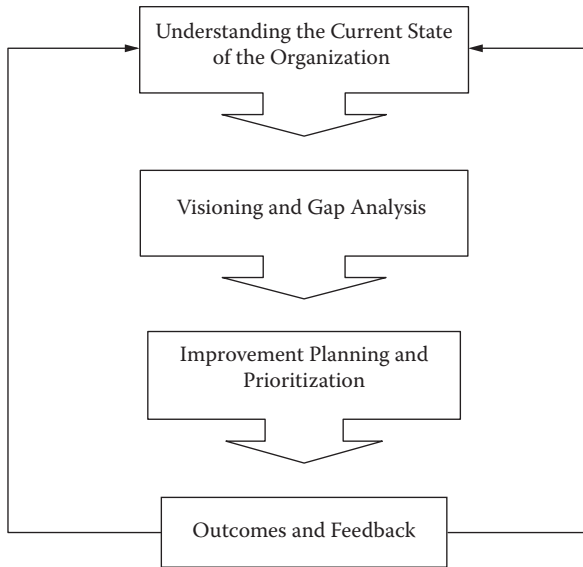 Understanding the Current State
of the Organization
Visioning and Gap Analysis
Improvement Planning and
Prioritization
Outcomes and Feedback